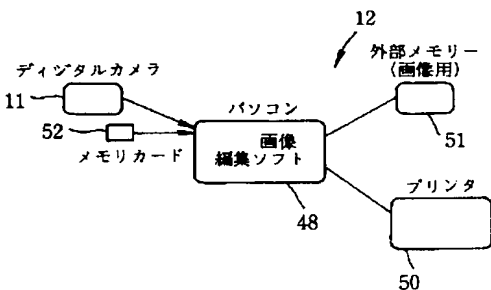 12
ディジタルカメラ
11
52
メモリカード
パソコン
画像
編集ソフト
48
外部メモリー
(画像用)
51
プリンタ
50